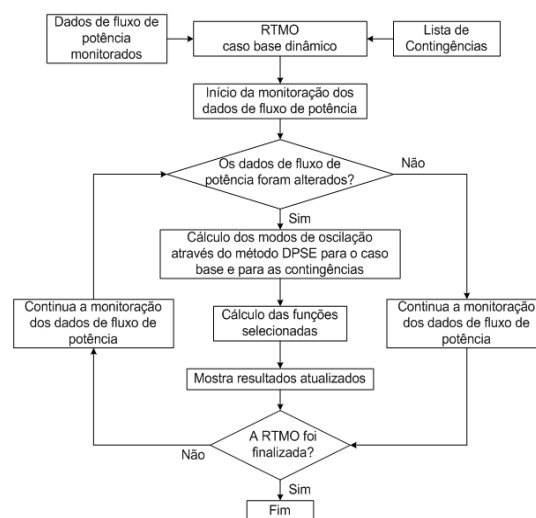 Dados de fluxo de
potência
monitorados
RTMO
caso base dinâmico
Lista de
Contingências
Início da monitoração dos
dados de fluxo de potência
Os dados de fluxo de
potência foram alterados?
Não
Sim
Cálculo dos modos de oscilação
através do método DPSE para o caso
base e para as contingências
Continua a monitoração
dos dados de fluxo de
potência
Cálculo das funções
selecionadas
Continua a monitoração
dos dados de fluxo de
potência
Mostra resultados atualizados
A RTMO foi
finalizada?
Não
Sim
Fim